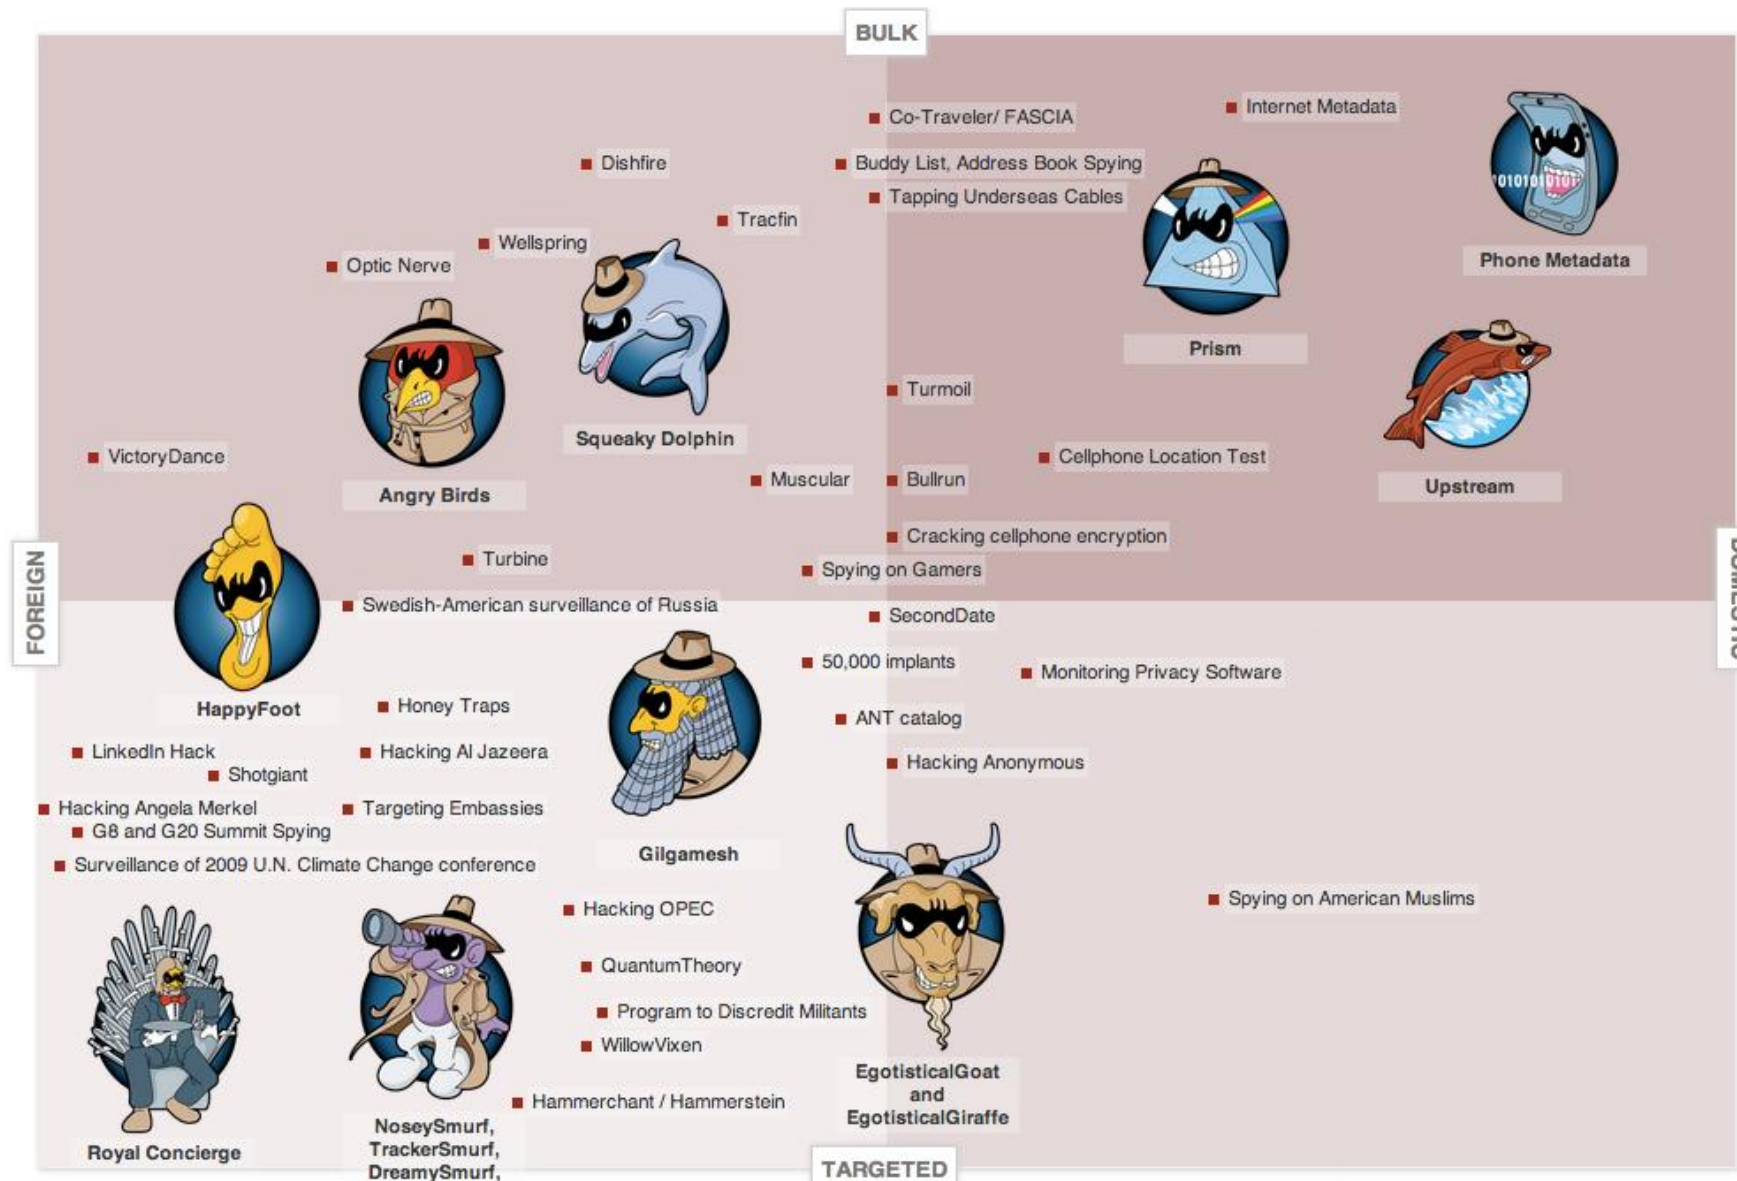 BULK
Co-Traveler/ FASCIA
Internet Metadata
Dishfire
Buddy List, Address Book Spying
10101010101
Tapping Underseas Cables
Tracfin
Wellspring
Phone Metadata
Optic Nerve
Prism
Turmoil
Squeaky Dolphin
VictoryDance
Cellphone Location Test
Muscular
Bullrun
Upstream
Angry Birds
Cracking cellphone encryption
Turbine
Spying on Gamers
FOREIGN
Swedish-American surveillance of Russia
SecondDate
50,000 implants
Monitoring Privacy Software
HappyFoot
Honey Traps
ANT catalog
LinkedIn Hack
Hacking Al Jazeera
Shotgiant
Hacking Anonymous
Hacking Angela Merkel
Targeting Embassies
G8 and G20 Summit Spying
Gilgamesh
Surveillance of 2009 U.N. Climate Change conference
Spying on American Muslims
Hacking OPEC
QuantumTheory
Program to Discredit Militants
WillowVixen
EgotisticalGoat
and
EgotisticalGiraffe
Hammerchant / Hammerstein
NoseySmurf,
TrackerSmurf,
DreamySmurf,
Royal Concierge
TARGETED